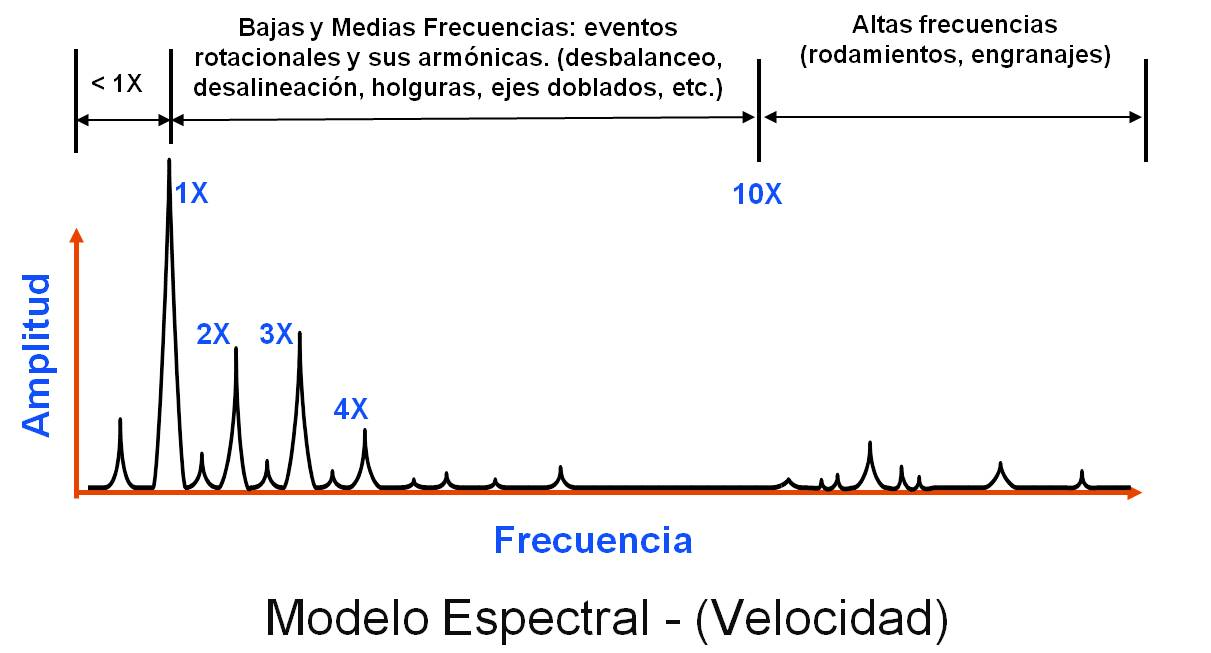 Bajas y Medias Frecuencias: eventos
rotacionales y sus armónicas. (desbalanceo,
desalineación, holguras, ejes doblados, etc.)
Altas frecuencias
(rodamientos, engranajes)
< 1X
1X
10X
2X
3X
4X
Amplitud
Frecuencia
Modelo Espectral - (Velocidad)